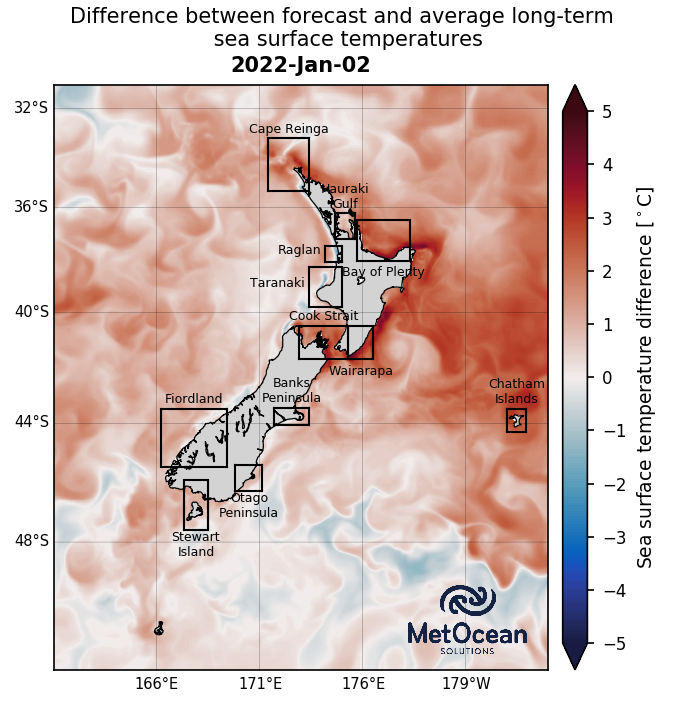 Difference between forecast and average long-term
sea surface temperatures
2022-Jan-02
32°S
36°S
40°S
44°S
48°S
Cape Reinga
Hauraki
Gulf
Raglan
Bay of Plenty
Taranaki
Cook Strait
Wairarapa
Banks
Peninsula
Fiordland
Chatham
Islands
Otago
Peninsula
Stewart
Island
MetOcean
SOLUTIONS
166°E
171°E
176°E
179°W
5
4
3
2
1
0
−1
−2
−3
−4
−5
Sea surface temperature difference [°C]